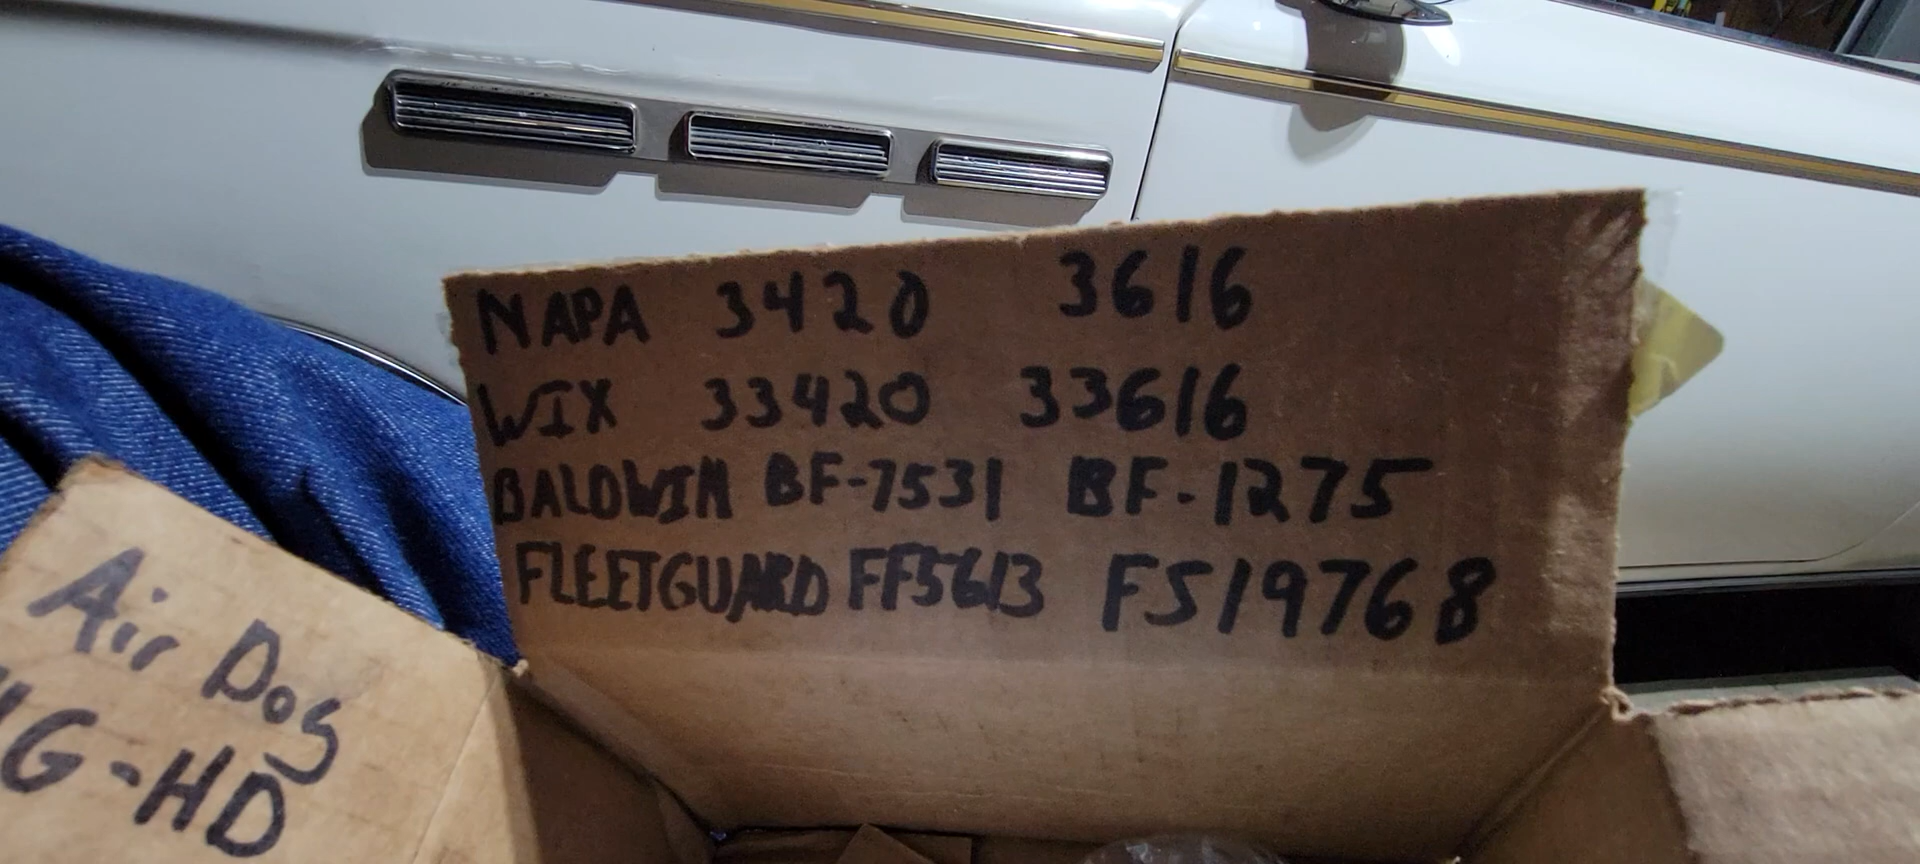 NAPA 3420 3616
WIX 33420 33616
BALDWIN BF-7531 BF-1275
FLEETGUARD FF5613 FS19768
Air Dog
G-HD